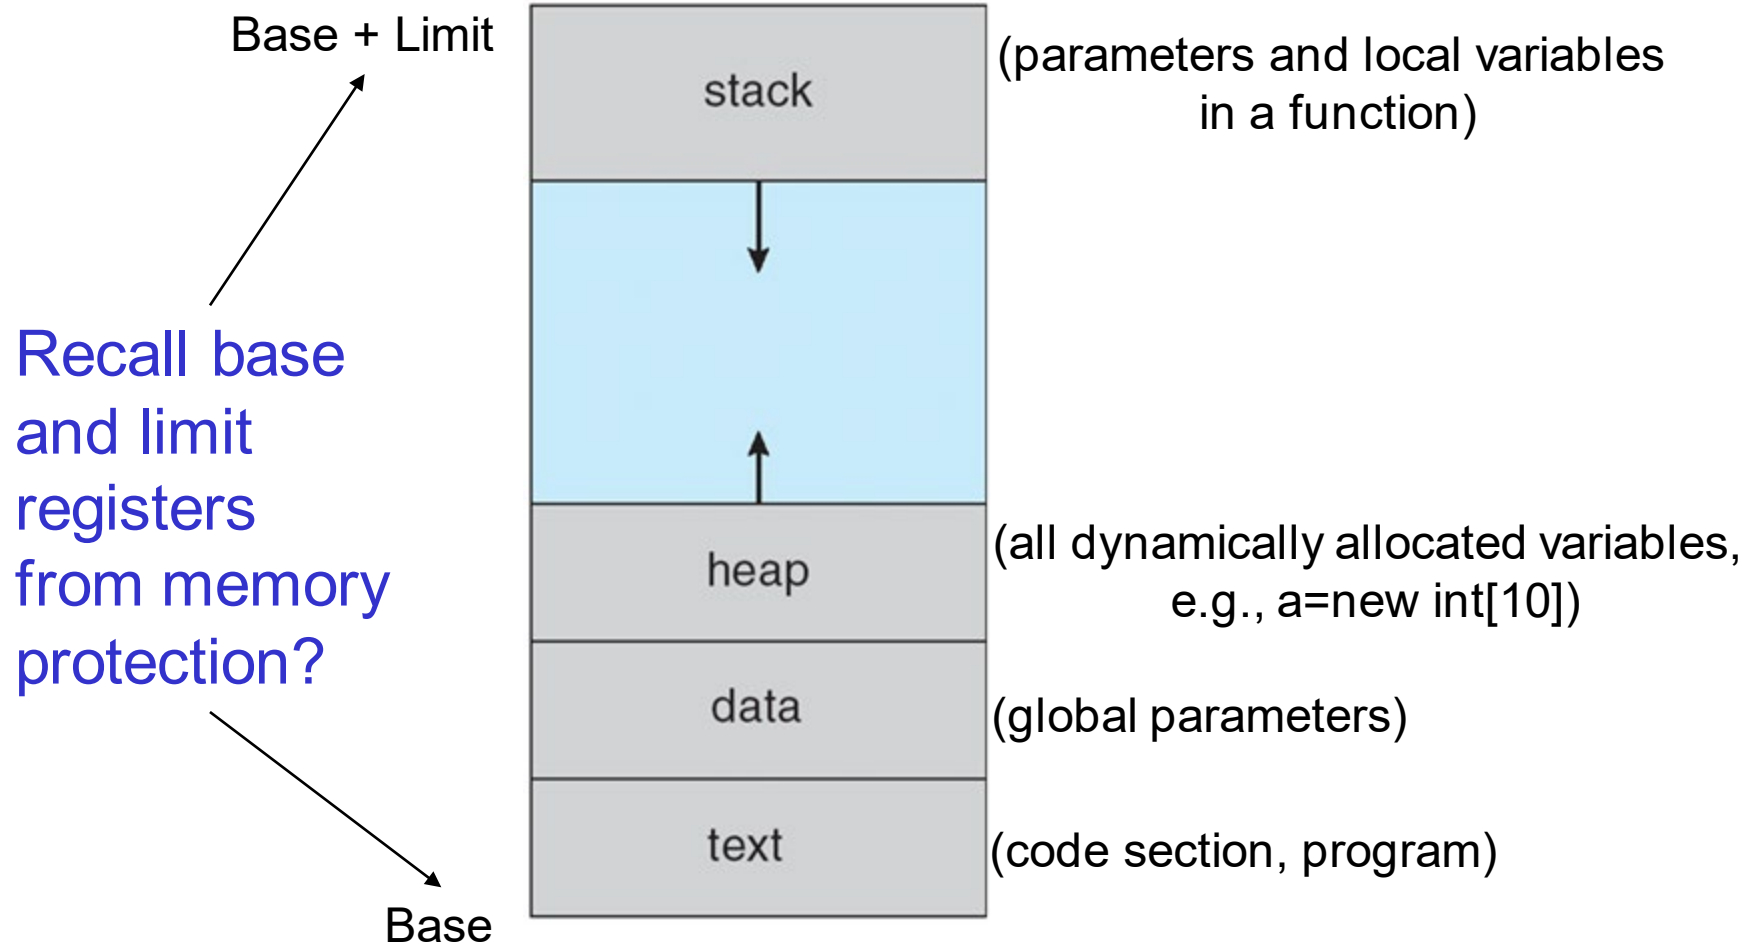 Base + Limit
stack
(parameters and local variables
in a function)
Recall base
and limit
registers
from memory
protection?
heap
(all dynamically allocated variables,
e.g., a=new int[10])
data
(global parameters)
text
(code section, program)
Base